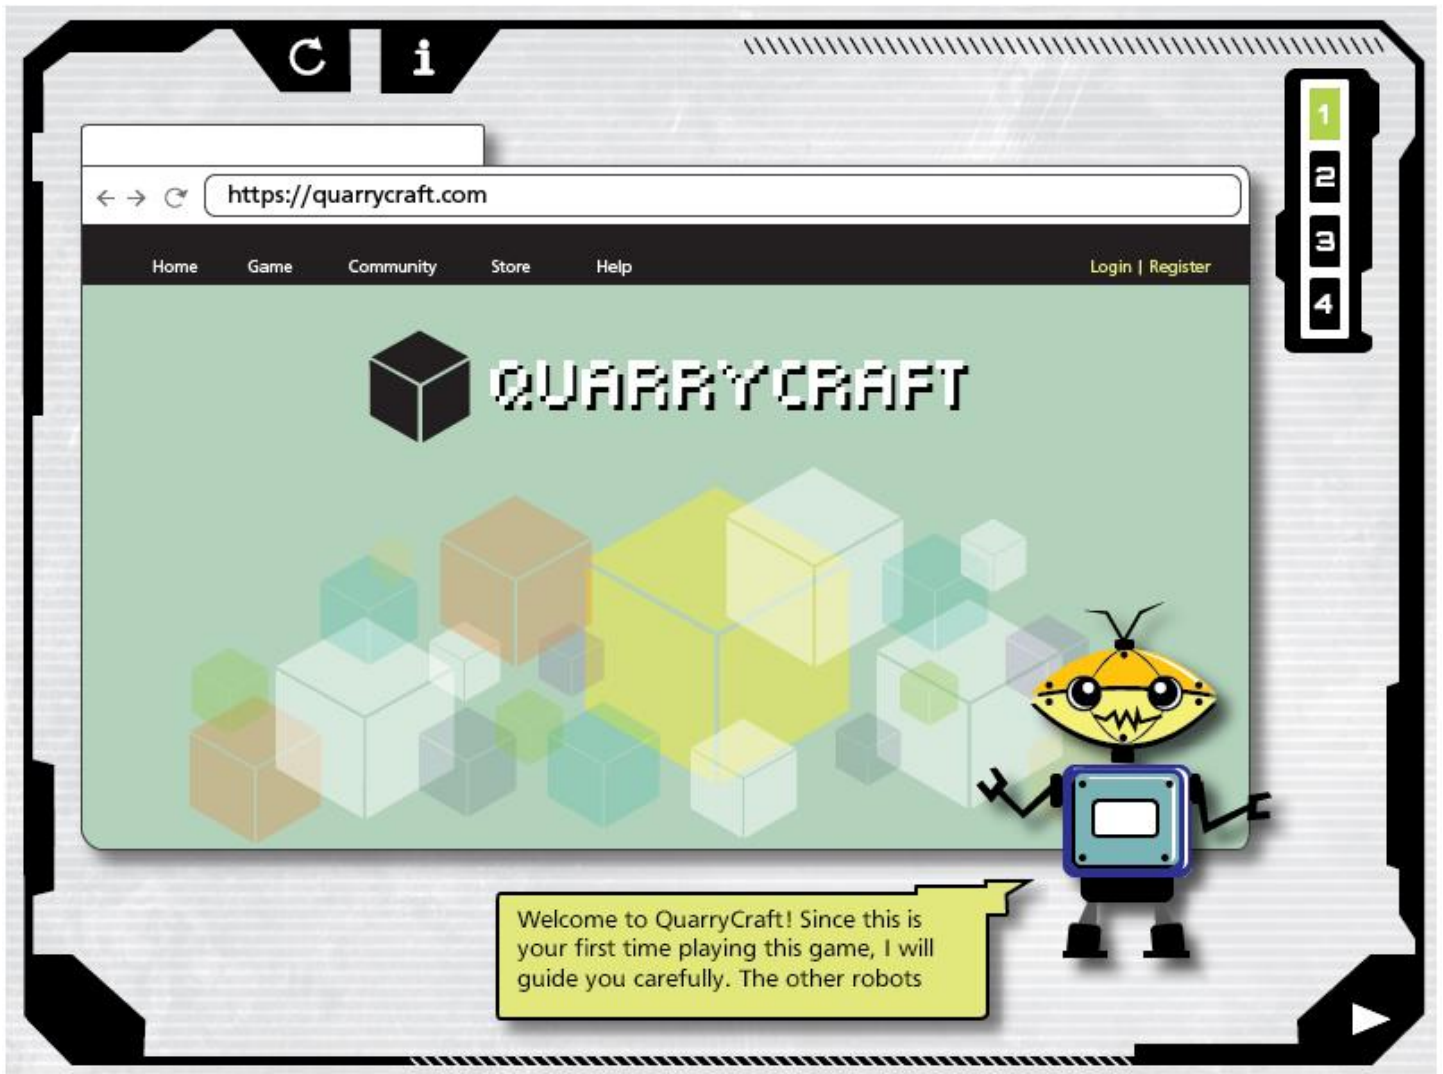 i
1
2
3
4
https://quarrycraft.com
Home Game Community Store Help Login | Register
QUARRYCRAFT
Welcome to QuarryCraft! Since this is
your first time playing this game, I will
guide you carefully. The other robots